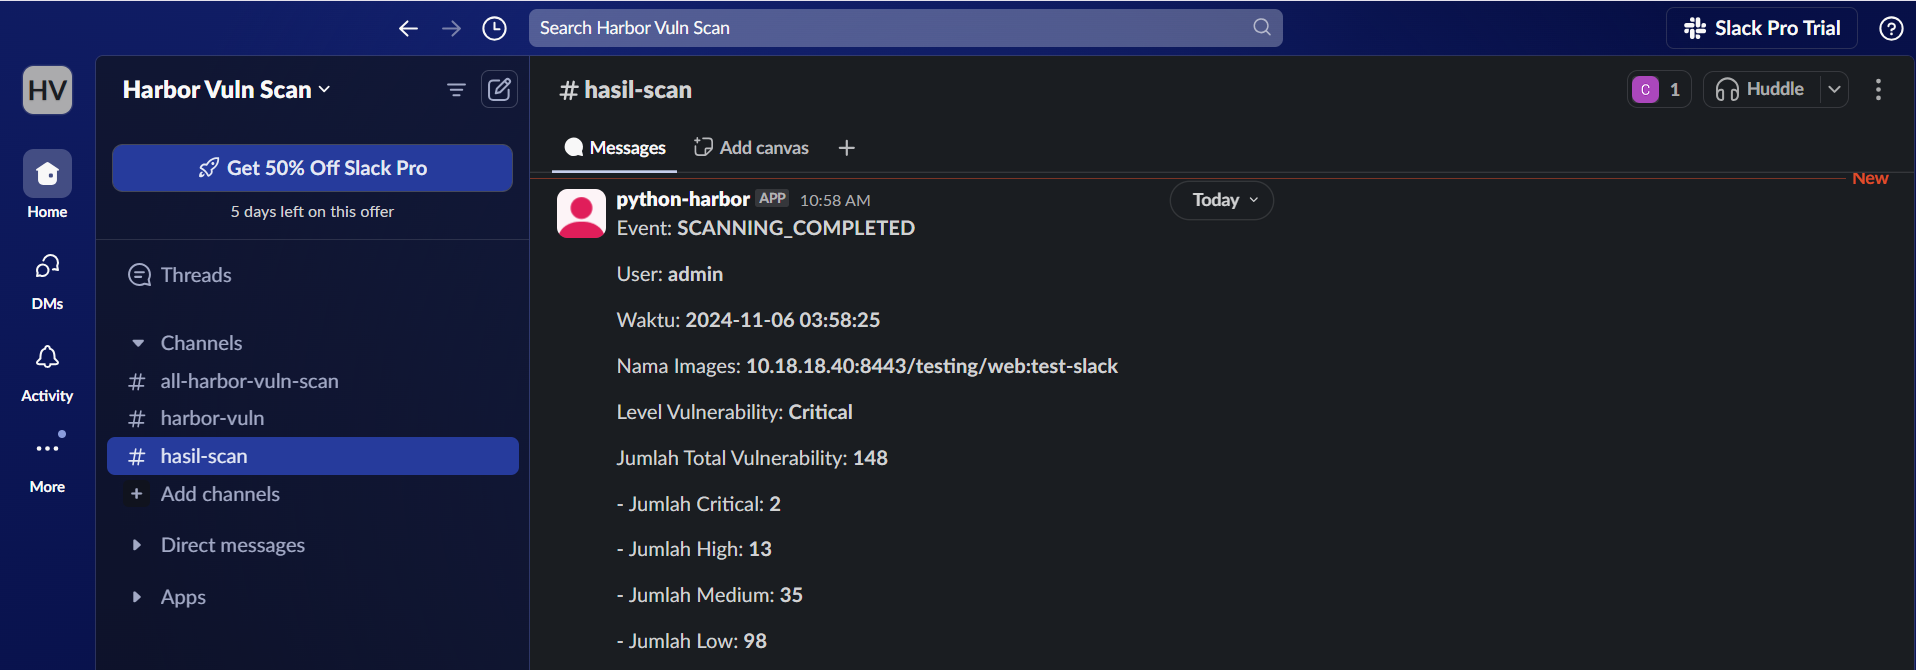 Search Harbor Vuln Scan
Slack Pro Trial
HV
Home
DMs
Activity
More
Harbor Vuln Scan
Get 50% Off Slack Pro
5 days left on this offer
Threads
Channels
# all-harbor-vuln-scan
# harbor-vuln
# hasil-scan
+ Add channels
Direct messages
Apps
# hasil-scan
C 1
Huddle
Messages
Add canvas
+
New
Today
python-harbor APP 10:58 AM
Event: SCANNING_COMPLETED
User: admin
Waktu: 2024-11-06 03:58:25
Nama Images: 10.18.18.40:8443/testing/web:test-slack
Level Vulnerability: Critical
Jumlah Total Vulnerability: 148
- Jumlah Critical: 2
- Jumlah High: 13
- Jumlah Medium: 35
- Jumlah Low: 98